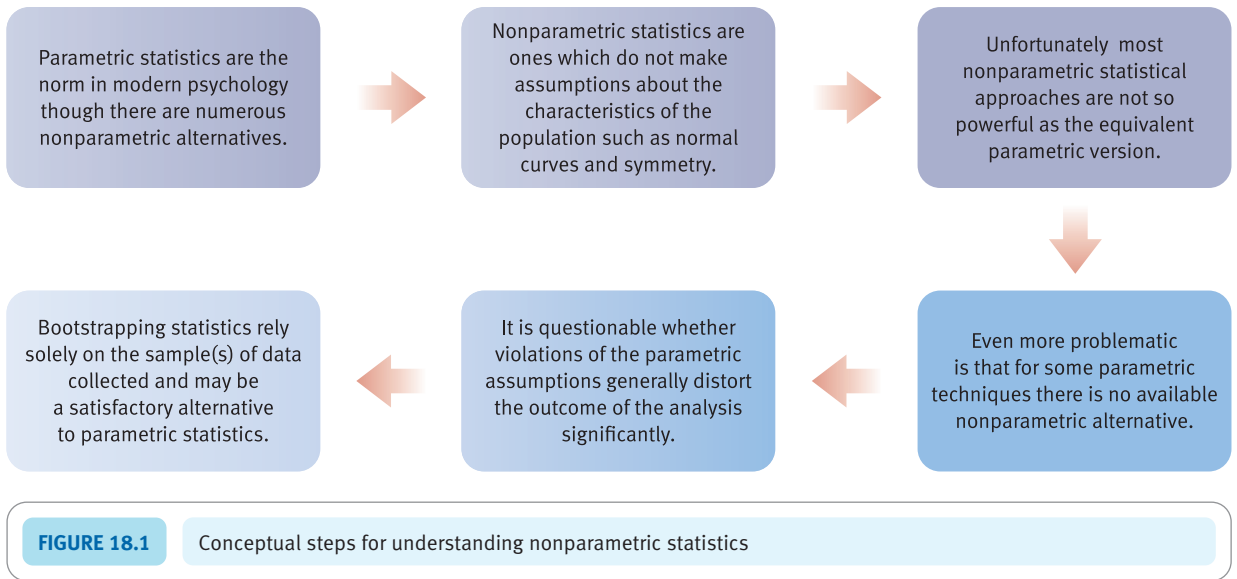 Parametric statistics are the
norm in modern psychology
though there are numerous
nonparametric alternatives.
Nonparametric statistics are
ones which do not make
assumptions about the
characteristics of the
population such as normal
curves and symmetry.
Unfortunately most
nonparametric statistical
approaches are not so
powerful as the equivalent
parametric version.
Even more problematic
is that for some parametric
techniques there is no available
nonparametric alternative.
It is questionable whether
violations of the parametric
assumptions generally distort
the outcome of the analysis
significantly.
Bootstrapping statistics rely
solely on the sample(s) of data
collected and may be
a satisfactory alternative
to parametric statistics.
FIGURE 18.1 Conceptual steps for understanding nonparametric statistics